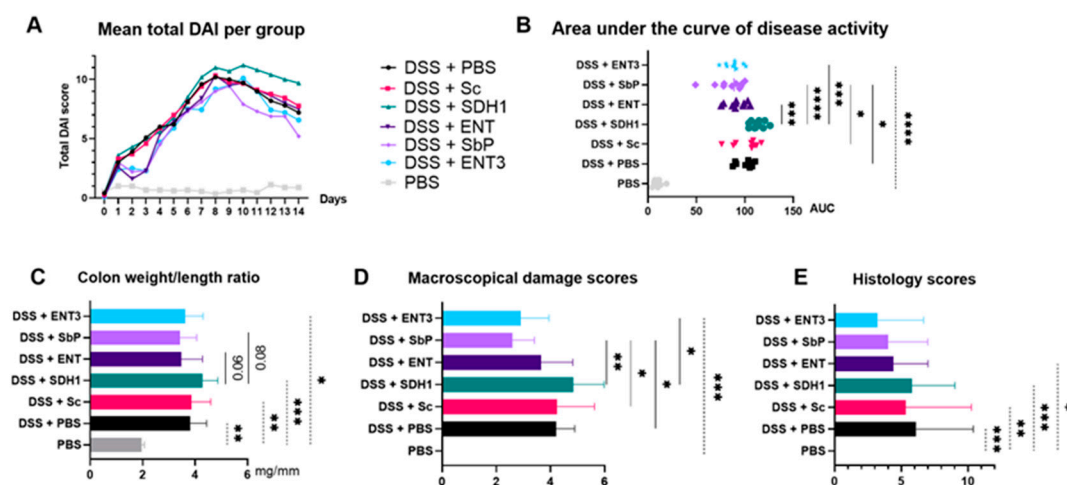 A Mean total DAI per group
Total DAI score
10
5
0
0 1 2 3 4 5 6 7 8 9 10 11 12 13 14 Days
DSS + PBS
DSS + Sc
DSS + SDH1
DSS + ENT
DSS + SbP
DSS + ENT3
PBS
B Area under the curve of disease activity
DSS + ENT3
DSS + SbP
DSS + ENT
DSS + SDH1
DSS + Sc
DSS + PBS
PBS
***
****
***
*
*
****
0 50 100 150 AUC
C Colon weight/length ratio
DSS + ENT3
DSS + SbP
DSS + ENT
DSS + SDH1
DSS + Sc
DSS + PBS
PBS
0.06
0.08
**
**
***
*
0 2 4 6 mg/mm
D Macroscopical damage scores
DSS + ENT3
DSS + SbP
DSS + ENT
DSS + SDH1
DSS + Sc
DSS + PBS
PBS
**
**
*
*
*
***
0 2 4 6
E Histology scores
DSS + ENT3
DSS + SbP
DSS + ENT
DSS + SDH1
DSS + Sc
DSS + PBS
PBS
***
**
***
0 5 10